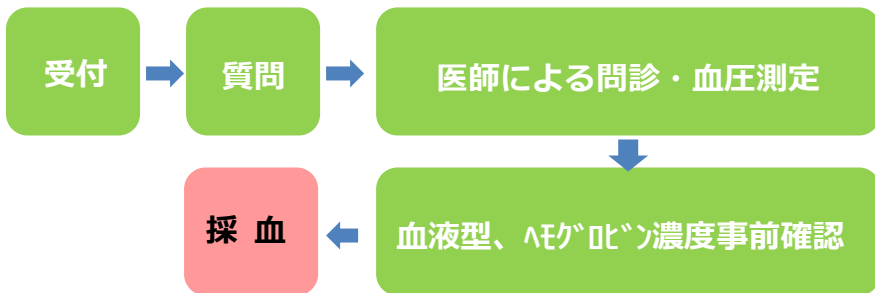 受付
質問
医師による問診・血圧測定
血液型、ﾍﾓｸﾞﾛﾋﾞﾝ濃度事前確認
採 血